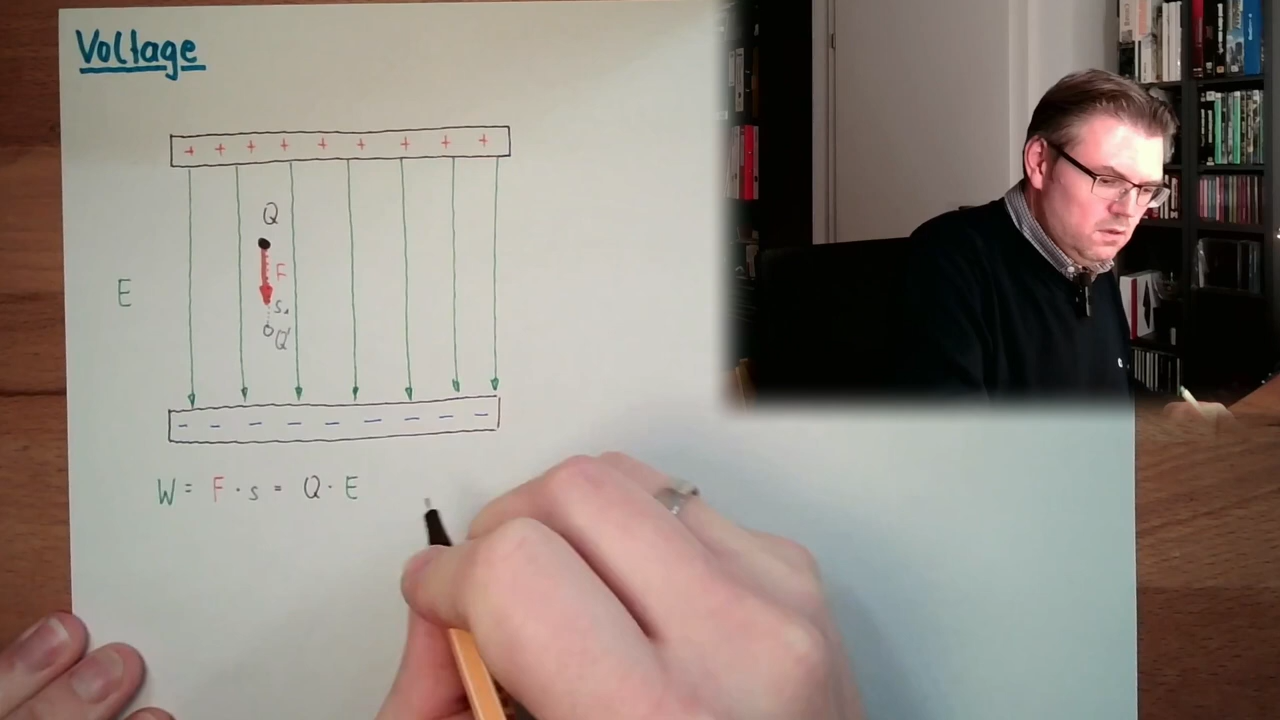 Voltage
+ + + + + + + + +
Q
F
E
s.
Q'
- - - - - - - - -
W = F · s = Q · E